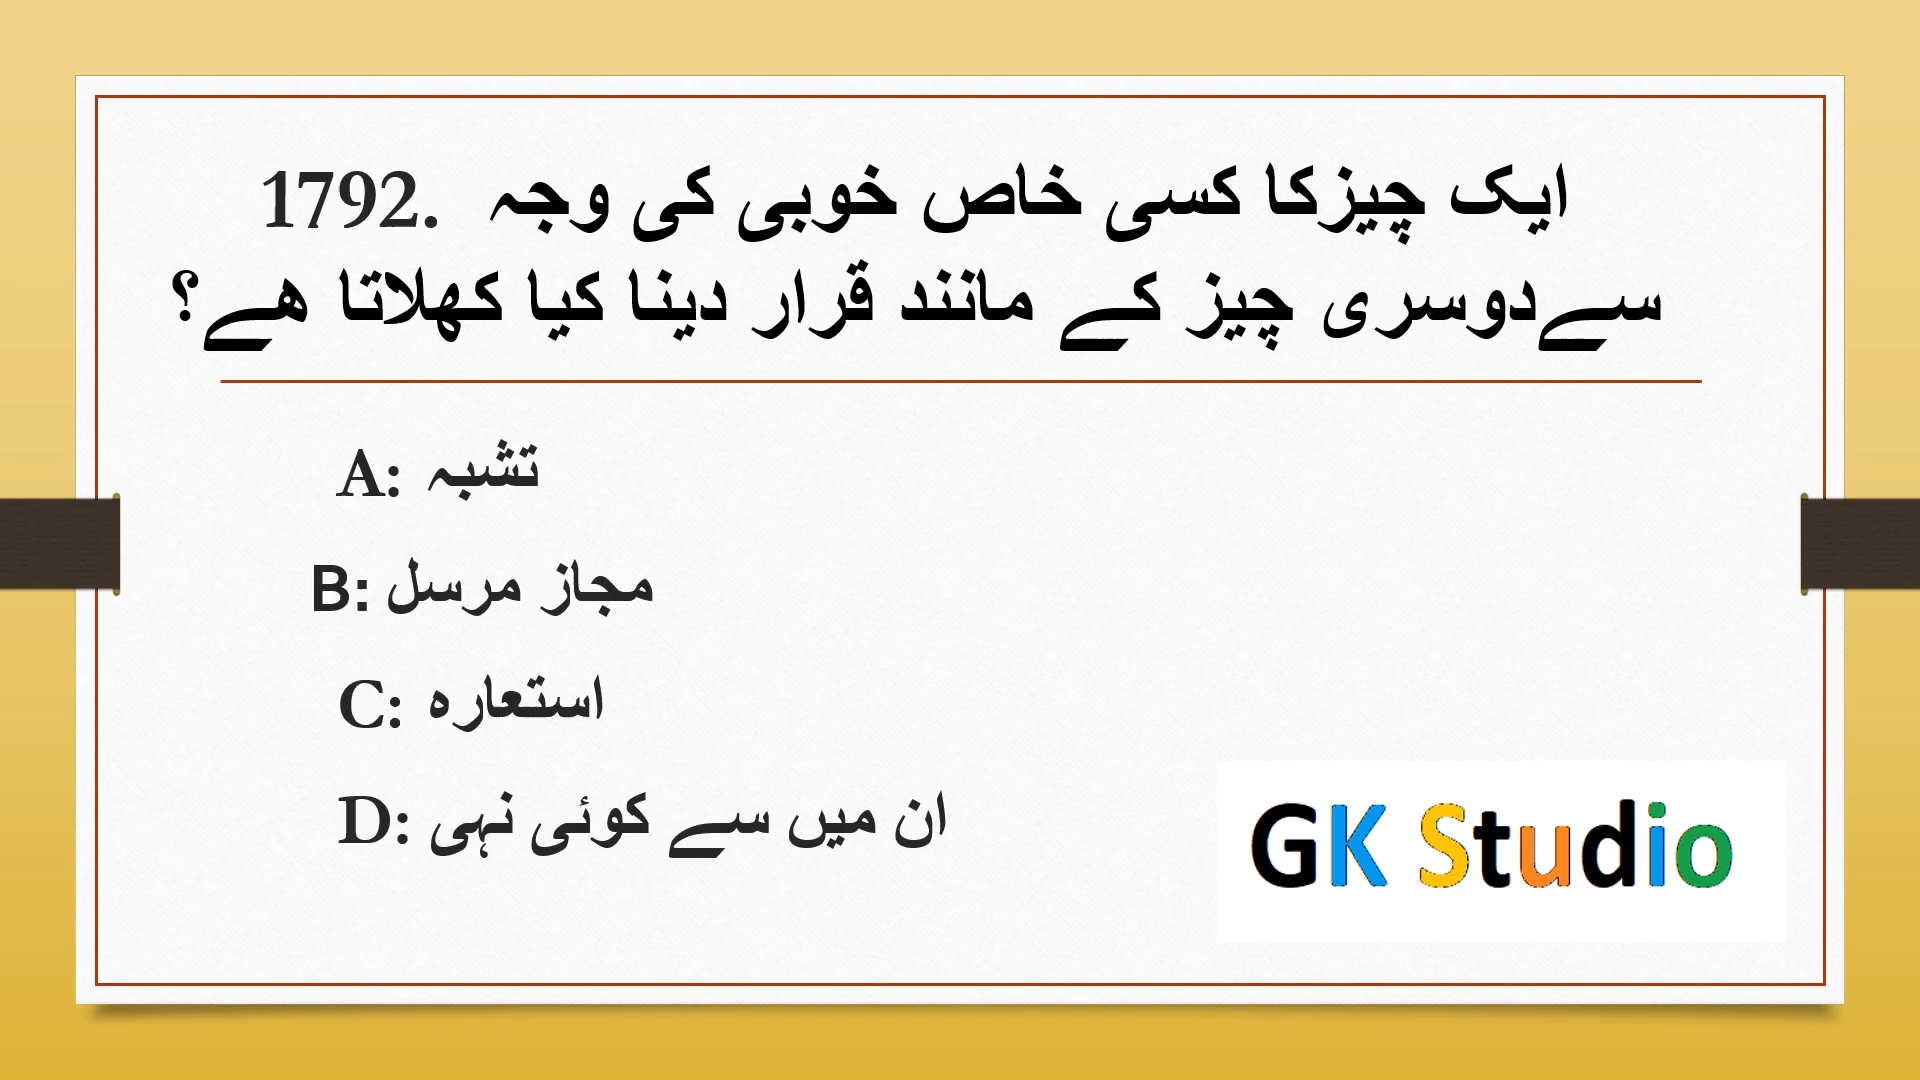 1792. ایک چیزکا کسی خاص خوبی کی وجہ
سےدوسری چیز کے مانند قرار دینا کیا کھلاتا ھے؟
A: تشبہ
B: مجاز مرسل
C: استعارہ
D: ان میں سے کوئی نہی
GK Studio